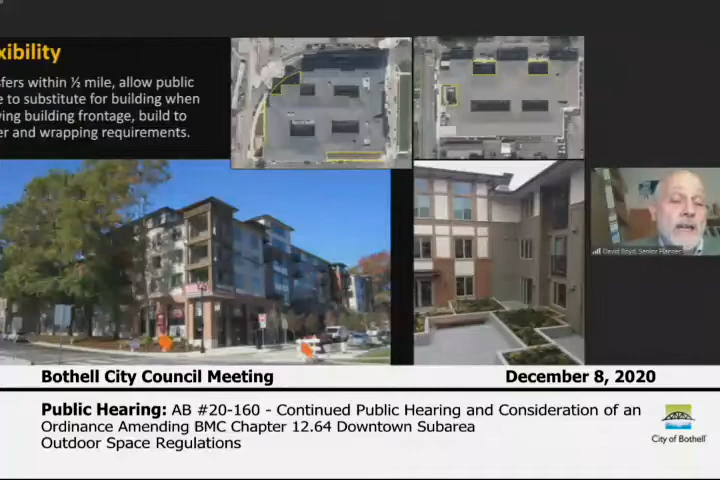 xibility
sfers within ½ mile, allow public
e to substitute for building when
ying building frontage, build to
er and wrapping requirements.
David Boyd, Senior Planner
Bothell City Council Meeting
December 8, 2020
Public Hearing: AB #20-160 - Continued Public Hearing and Consideration of an
Ordinance Amending BMC Chapter 12.64 Downtown Subarea
Outdoor Space Regulations
City of Bothell